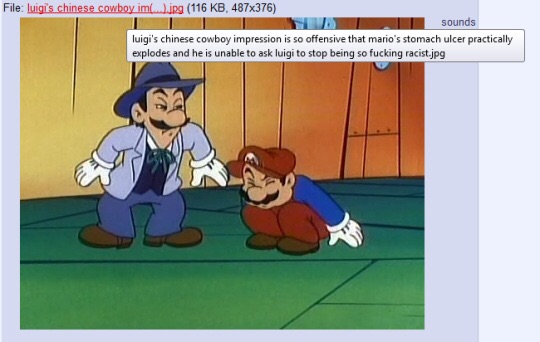 File: luigi's chinese cowboy im(...).jpg (116 KB, 487x376)
sounds
luigi's chinese cowboy impression is so offensive that mario's stomach ulcer practically
explodes and he is unable to ask luigi to stop being so fucking racist.jpg
M